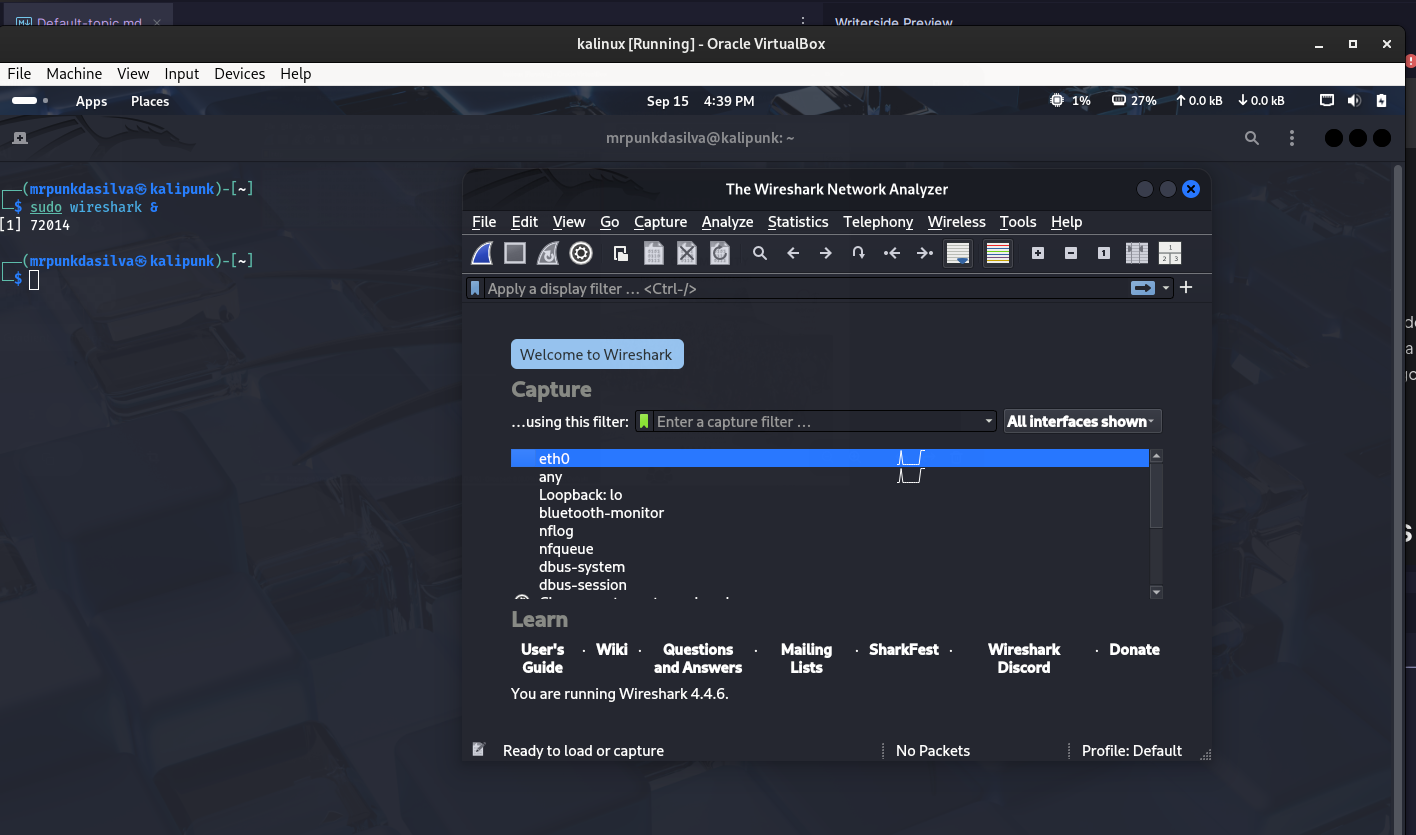 Default-topic.md
Writerside Preview
kalinux [Running] - Oracle VirtualBox
File Machine View Input Devices Help
Apps Places Sep 15 4:39 PM 1% 27% 0.0 kB 0.0 kB
mrpunkdasilva@kalipunk: ~
┌──(mrpunkdasilva㉿kalipunk)-[~]
└─$ sudo wireshark &
[1] 72014
┌──(mrpunkdasilva㉿kalipunk)-[~]
└─$
The Wireshark Network Analyzer
File Edit View Go Capture Analyze Statistics Telephony Wireless Tools Help
Apply a display filter … <Ctrl-/>
Welcome to Wireshark
Capture
…using this filter: Enter a capture filter … All interfaces shown
eth0
any
Loopback: lo
bluetooth-monitor
nflog
nfqueue
dbus-system
dbus-session
Learn
User's Guide · Wiki · Questions and Answers · Mailing Lists · SharkFest · Wireshark Discord · Donate
You are running Wireshark 4.4.6.
Ready to load or capture No Packets Profile: Default